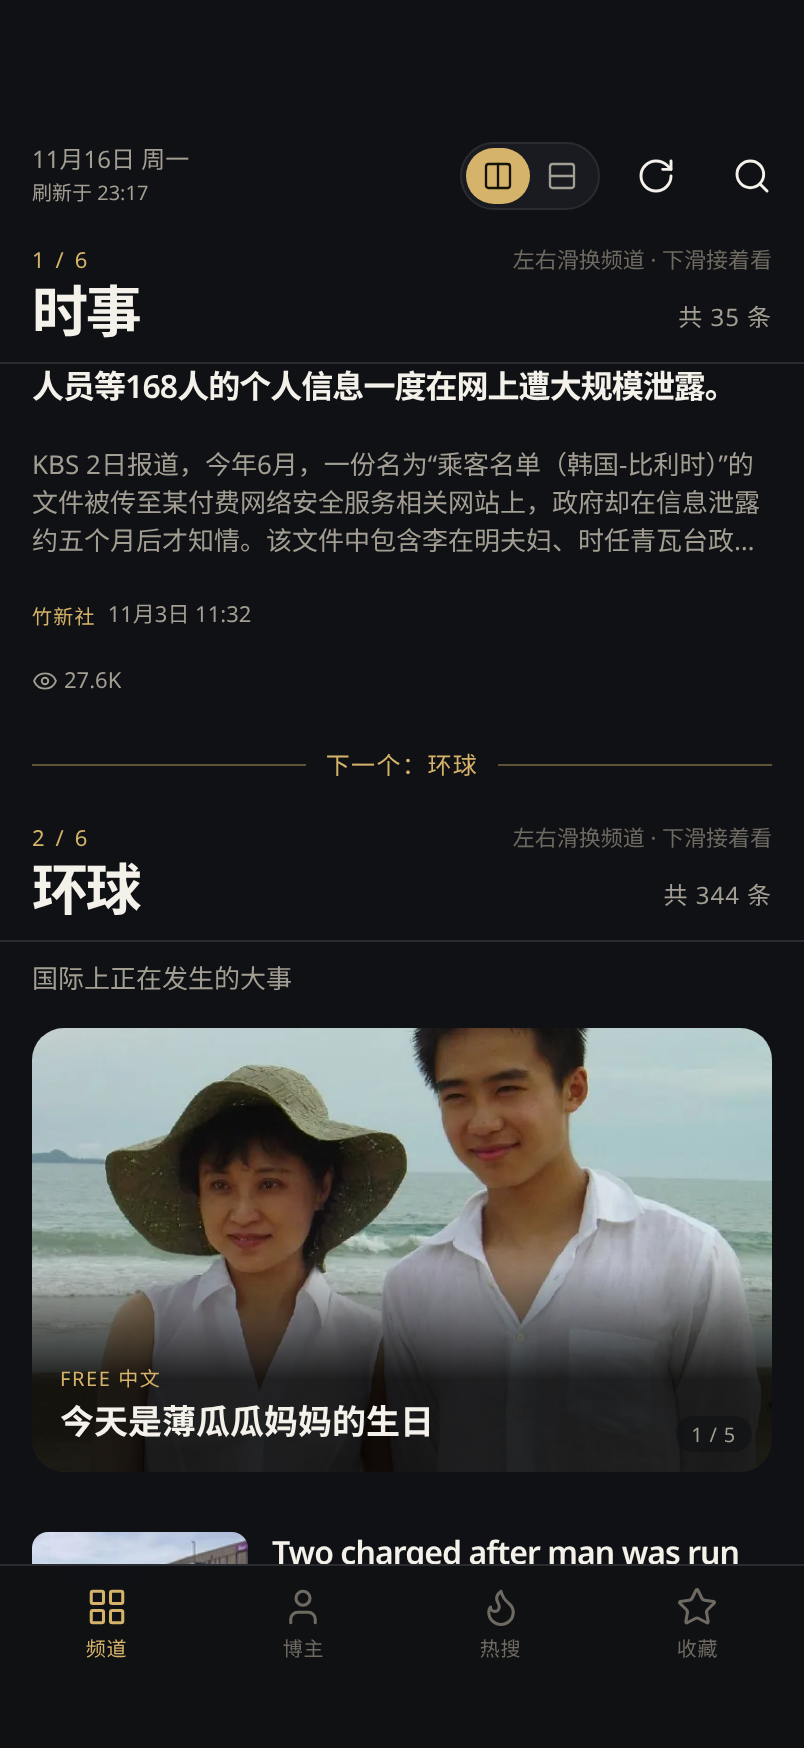 11月16日 周一
刷新于 23:17
1 / 6
左右滑换频道 · 下滑接着看
时事
共 35 条
人员等168人的个人信息一度在网上遭大规模泄露。
KBS 2日报道，今年6月，一份名为“乘客名单（韩国-比利时）”的
文件被传至某付费网络安全服务相关网站上，政府却在信息泄露
约五个月后才知情。该文件中包含李在明夫妇、时任青瓦台政...
竹新社 11月3日 11:32
27.6K
下一个：环球
2 / 6
左右滑换频道 · 下滑接着看
环球
共 344 条
国际上正在发生的大事
FREE 中文
今天是薄瓜瓜妈妈的生日
1 / 5
Two charged after man was run
频道
博主
热搜
收藏